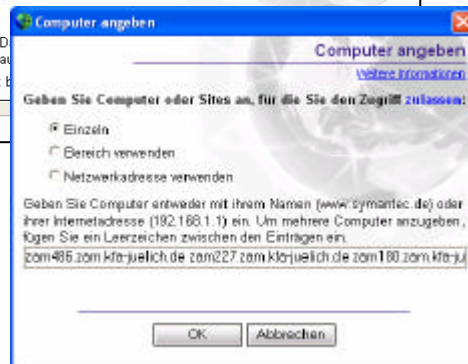 Computer angeben
Computer angeben
Weitere Informationen
Geben Sie Computer oder Sites an, für die Sie den Zugriff zulassen:
Einzeln
Bereich verwenden
Netzwerkadresse verwenden
Geben Sie Computer entweder mit ihrem Namen (www.symantec.de) oder
ihrer Internetadresse (192.168.1.1) ein. Um mehrere Computer anzugeben,
fügen Sie ein Leerzeichen zwischen den Einträgen ein.
zam486.zam.kfa-juelich.de zam227.zam.kfa-juelich.de zam180.zam.kfa-ju
OK
Abbrechen